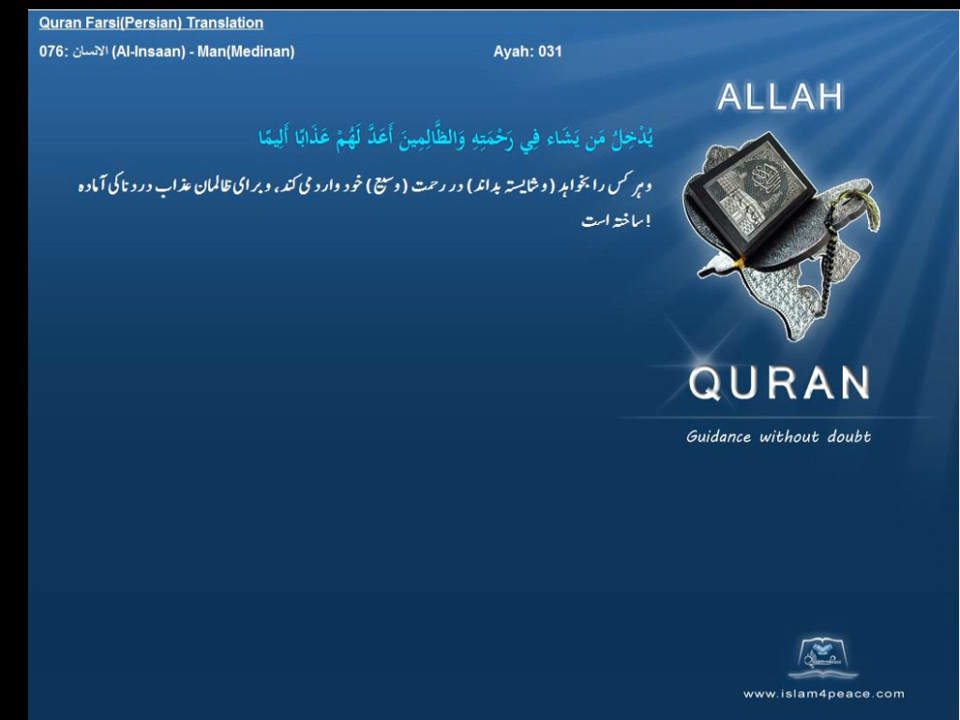 Quran Farsi(Persian) Translation
076: الانسان (Al-Insaan) - Man(Medinan) Ayah: 031
ALLAH
يُدْخِلُ مَن يَشَاء فِي رَحْمَتِهِ وَالظَّالِمِينَ أَعَدَّ لَهُمْ عَذَابًا أَلِيمًا
و هر کس را بخواهد (و شایسته بداند) در رحمت (وسیع) خود وارد می کند، و برای ظالمان عذاب دردناکی آماده
ساخته است!
QURAN
Guidance without doubt
www.islam4peace.com